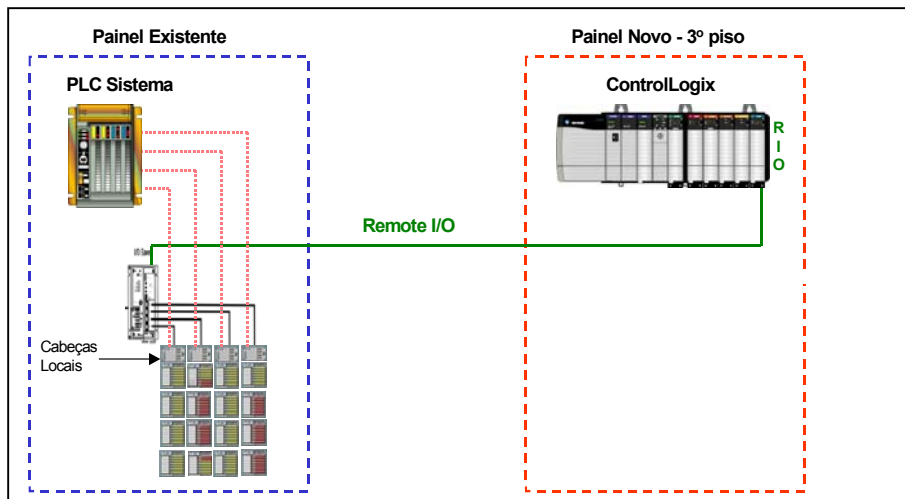 Painel Existente
Painel Novo - 3º piso
PLC Sistema
ControlLogix
R
I
O
Remote I/O
Cabeças
Locais